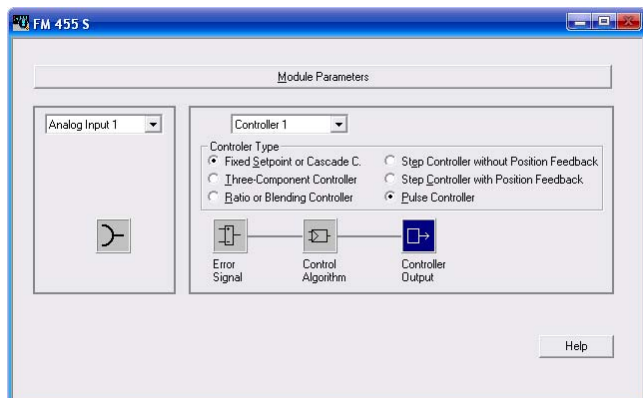 FM 455 S
Module Parameters
Analog Input 1
Controller 1
Controler Type
Fixed Setpoint or Cascade C.
Step Controller without Position Feedback
Three-Component Controller
Step Controller with Position Feedback
Ratio or Blending Controller
Pulse Controller
Error
Signal
Control
Algorithm
Controller
Output
Help